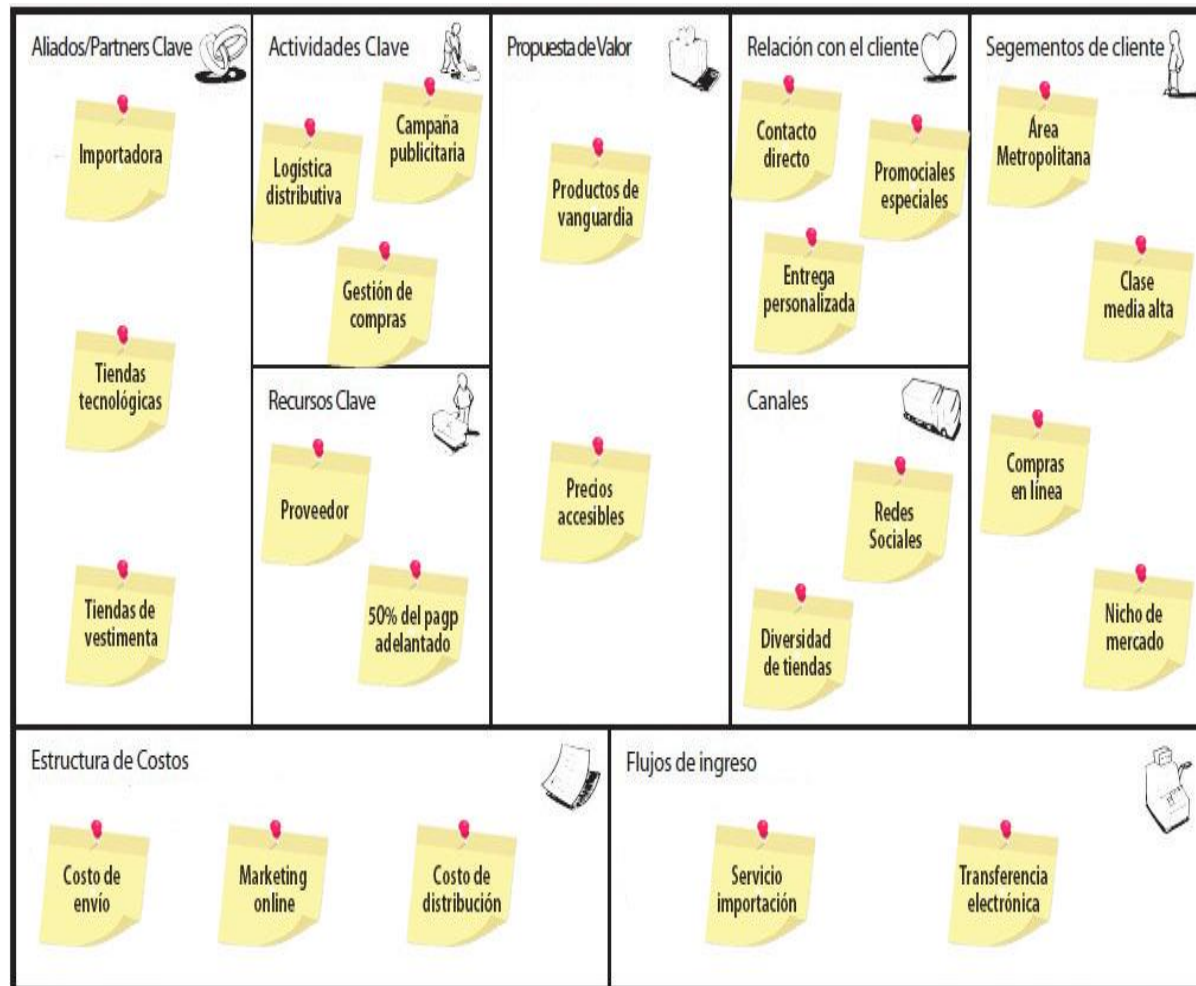 Aliados/Partners Clave
Importadora
Tiendas
tecnológicas
Tiendas de
vestimenta
Actividades Clave
Campaña
publicitaria
Logística
distributiva
Gestión de
compras
Recursos Clave
Proveedor
50% del pagp
adelantado
Propuesta de Valor
Productos de
vanguardia
Precios
accesibles
Relación con el cliente
Contacto
directo
Promociales
especiales
Entrega
personalizada
Canales
Redes
Sociales
Diversidad
de tiendas
Segementos de cliente
Área
Metropolitana
Clase
media alta
Compras
en línea
Nicho de
mercado
Estructura de Costos
Costo de
envío
Marketing
online
Costo de
distribución
Flujos de ingreso
Servicio
importación
Transferencia
electrónica